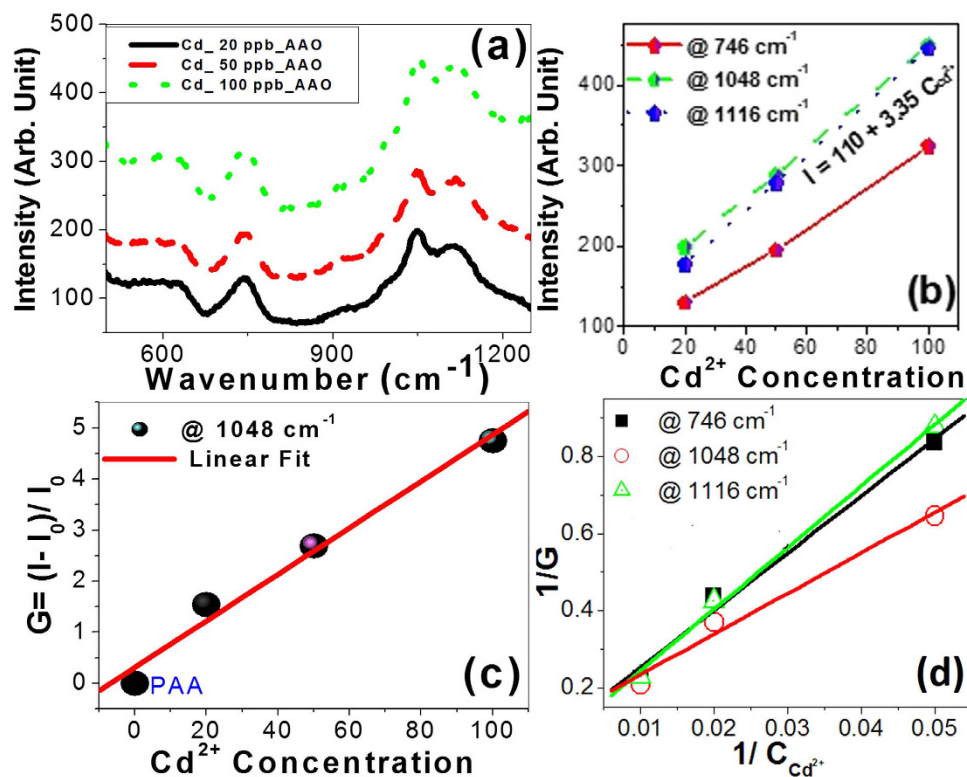 (a)
Cd_ 20 ppb_AAO
Cd_ 50 ppb_AAO
Cd_ 100 ppb_AAO
500
400
300
200
100
Intensity (Arb. Unit)
600 900 1200
Wavenumber (cm⁻¹)
(b)
@ 746 cm⁻¹
@ 1048 cm⁻¹
@ 1116 cm⁻¹
I = 110 + 3.35 C_Cd²⁺
400
300
200
100
Intensity (Arb. Unit)
0 20 40 60 80 100
Cd²⁺ Concentration
(c)
@ 1048 cm⁻¹
Linear Fit
PAA
5
4
3
2
1
0
G= (I- I₀)/ I₀
0 20 40 60 80 100
Cd²⁺ Concentration
(d)
@ 746 cm⁻¹
@ 1048 cm⁻¹
@ 1116 cm⁻¹
0.8
0.6
0.4
0.2
1/G
0.01 0.02 0.03 0.04 0.05
1/ C_Cd²⁺